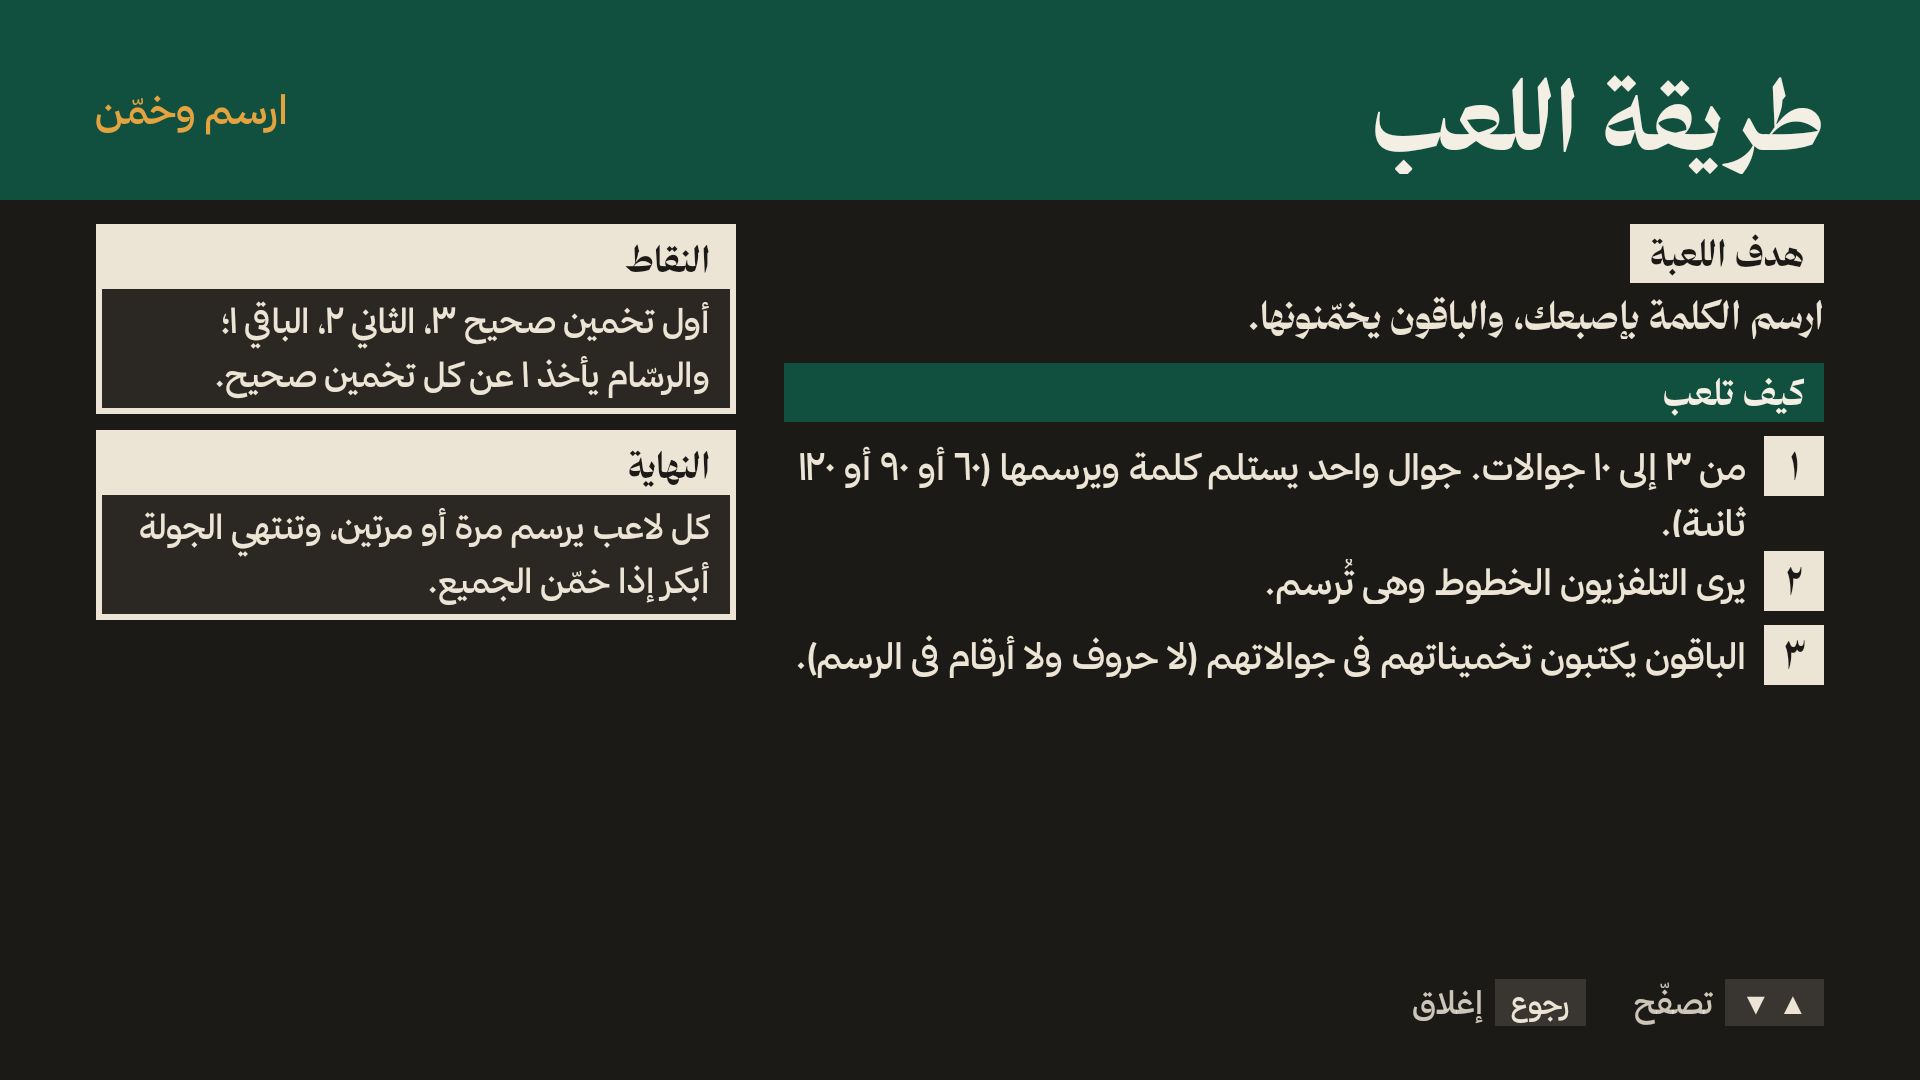 طريقة اللعب
ارسم وخمّن
هدف اللعبة
ارسم الكلمة بإصبعك، والباقون يخمّنونها.
كيف تلعب
١
من ٣ إلى ١٠ جوالات. جوال واحد يستلم كلمة ويرسمها (٦٠ أو ٩٠ أو ١٢٠
ثانية).
٢
يرى التلفزيون الخطوط وهي تُرسم.
٣
الباقون يكتبون تخميناتهم في جوالاتهم (لا حروف ولا أرقام في الرسم).
النقاط
أول تخمين صحيح ٣، الثاني ٢، الباقي ١؛
والرسّام يأخذ ١ عن كل تخمين صحيح.
النهاية
كل لاعب يرسم مرة أو مرتين، وتنتهي الجولة
أبكر إذا خمّن الجميع.
▲ ▼ تصفّح رجوع إغلاق